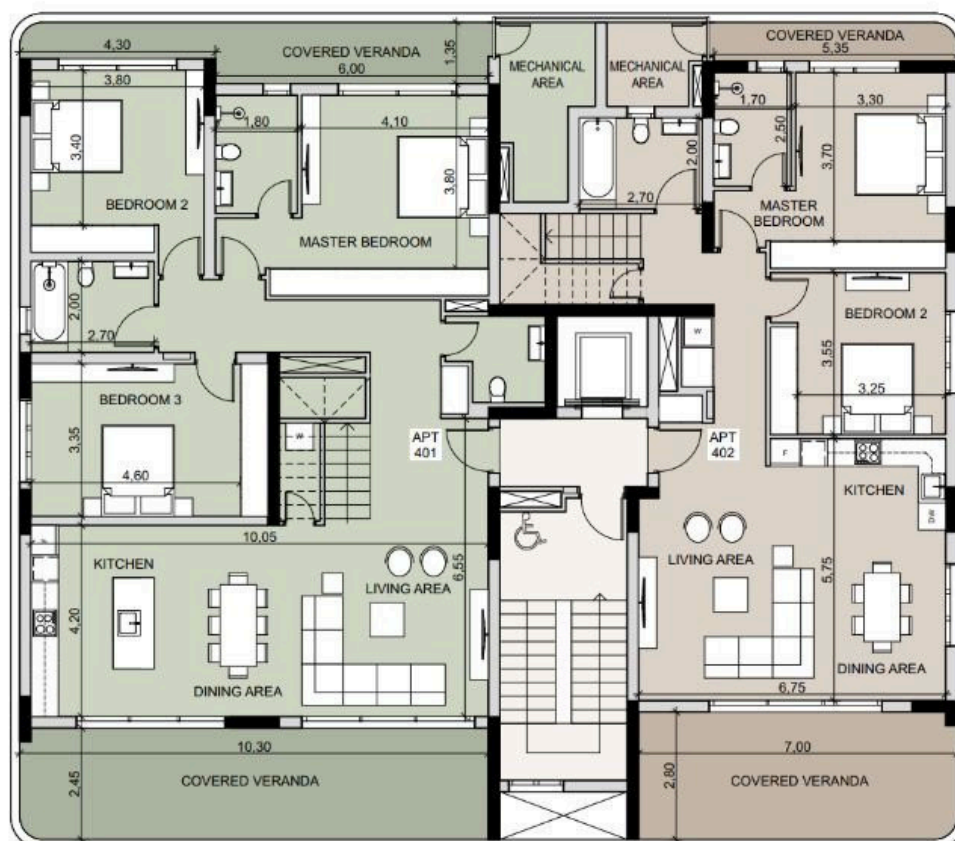 COVERED VERANDA
5,35
4,30
COVERED VERANDA
6,00
1,35
MECHANICAL
AREA
MECHANICAL
AREA
3,80
1,80
4,10
1,70
3,30
3,40
2,50
3,70
2,00
3,80
2,70
BEDROOM 2
MASTER BEDROOM
MASTER
BEDROOM
2,00
2,70
BEDROOM 2
W
3,55
3,25
BEDROOM 3
3,35
4,60
W
APT
401
APT
402
F
KITCHEN
DW
10,05
6,55
KITCHEN
LIVING AREA
LIVING AREA
5,75
4,20
DINING AREA
DINING AREA
6,75
10,30
7,00
2,45
COVERED VERANDA
2,80
COVERED VERANDA